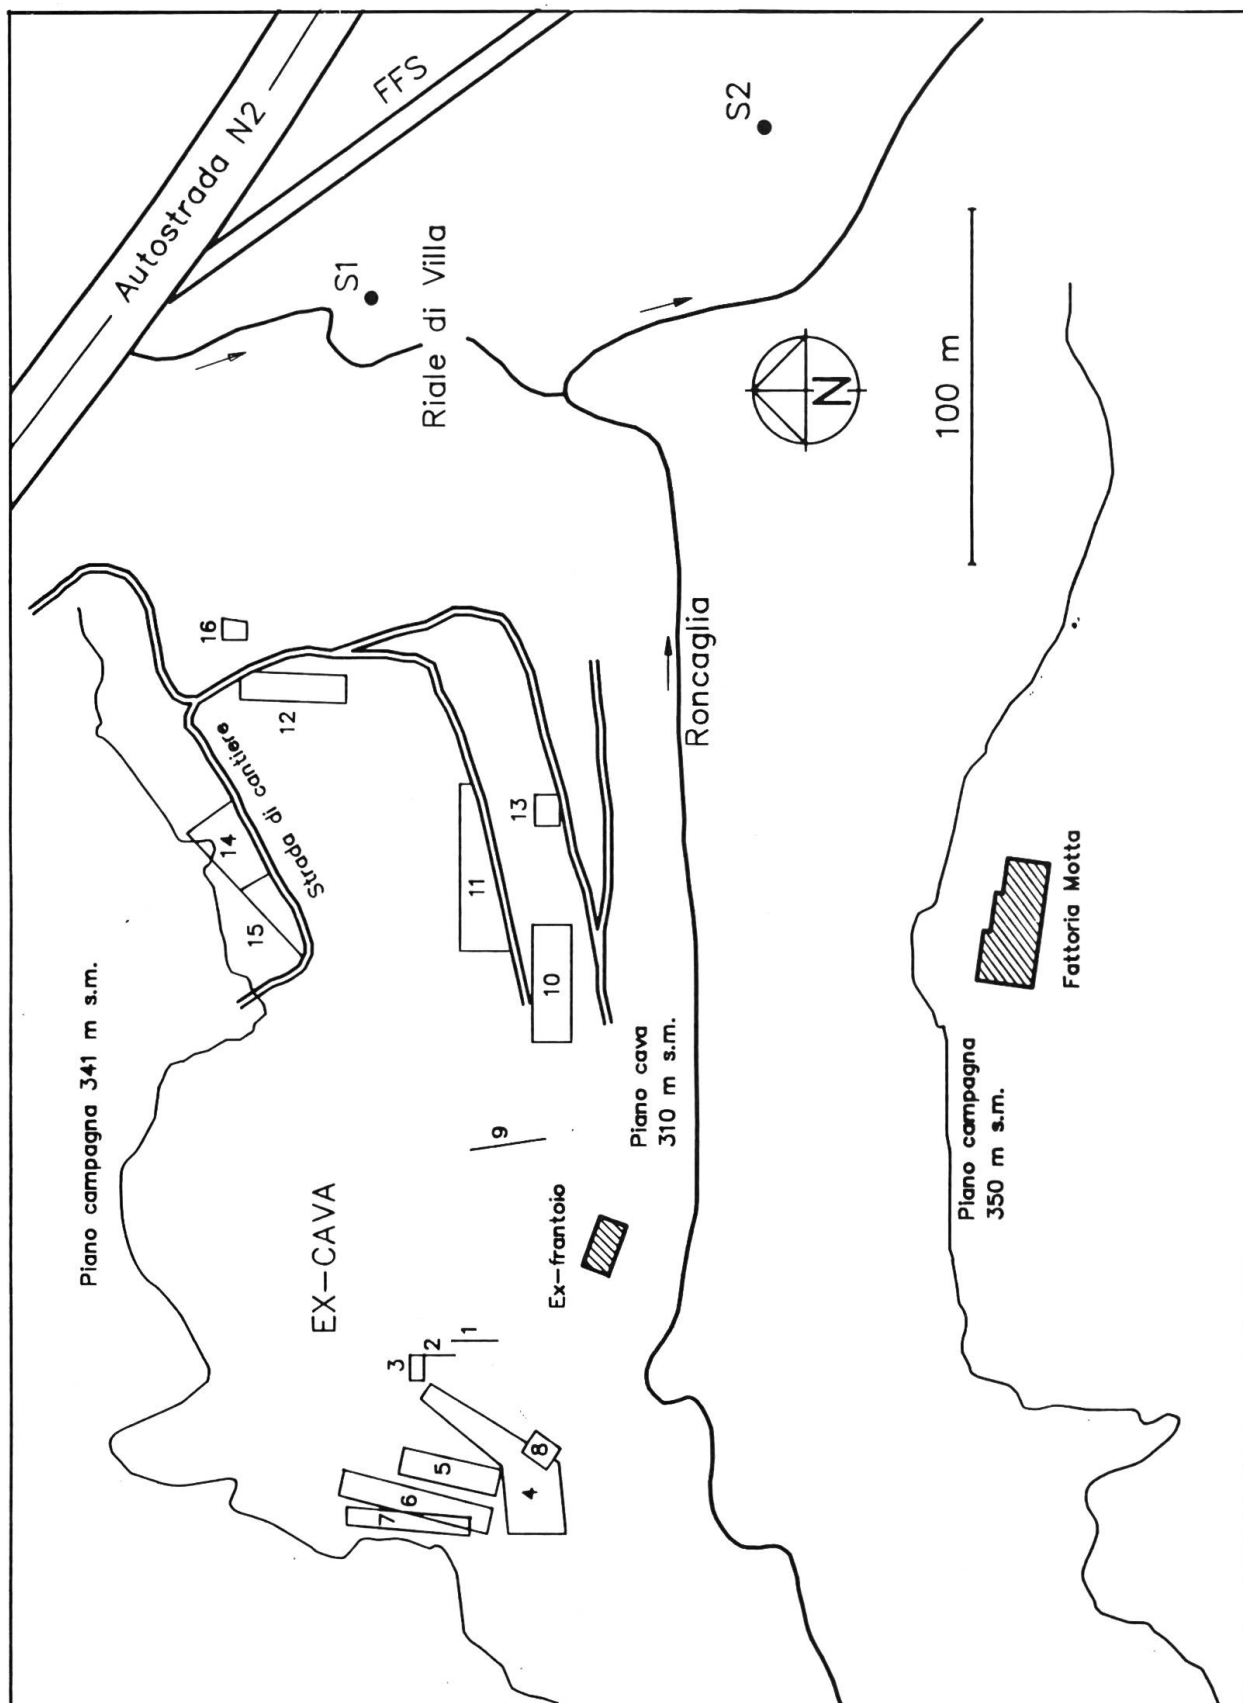 Autostrada N2
FFS
S1
S2
Riale di Villa
N
100 m
16
12
Strada di cantiere
14
15
11
13
10
Roncaglia
Piano campagna 341 m s.m.
Piano cava
310 m s.m.
Fattoria Motta
Piano campagna
350 m s.m.
9
EX-CAVA
Ex-frantoio
1
2
3
4
5
6
7
8